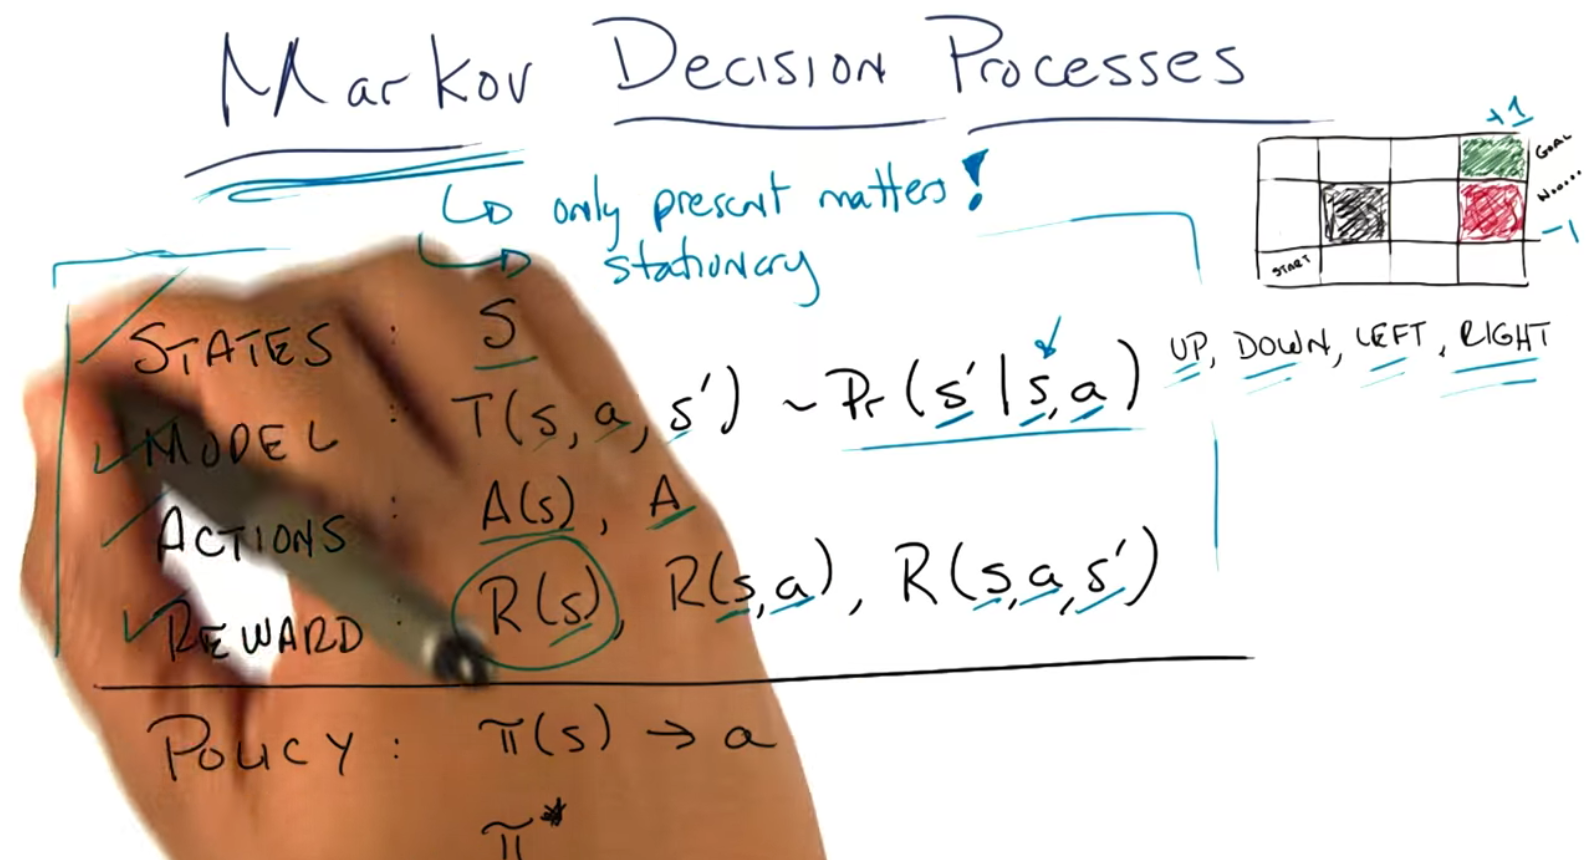 Markov Decision Processes
↳ only present matters!
↳ stationary
+1
GOAL
NO.....
-1
START
UP, DOWN, LEFT, RIGHT
STATES : S
MODEL : T(s, a, s') ~ Pr(s' | s, a)
ACTIONS : A(s), A
REWARD : R(s), R(s,a), R(s,a,s')
POLICY : π(s) → a
π*